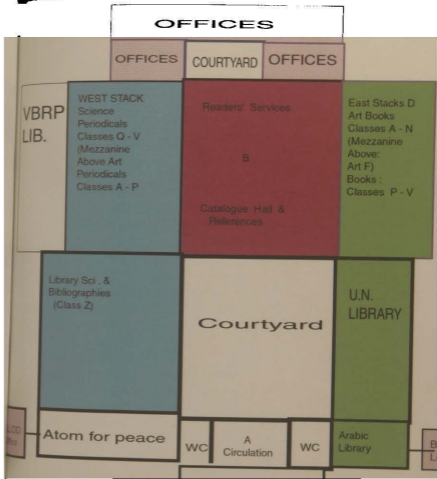 OFFICES
OFFICES
COURTYARD
OFFICES
VBRP
LIB.
WEST STACK
Science
Periodicals
Classes Q - V
(Mezzanine
Above Art
Periodicals
Classes A - P
Readers' Services
B
Catalogue Hall &
References
East Stacks D
Art Books
Classes A - N
(Mezzanine
Above:
Art F)
Books :
Classes P - V
Library Sci , &
Bibliographies
(Class Z)
Courtyard
U.N.
LIBRARY
Atom for peace
WC
A
Circulation
WC
Arabic
Library